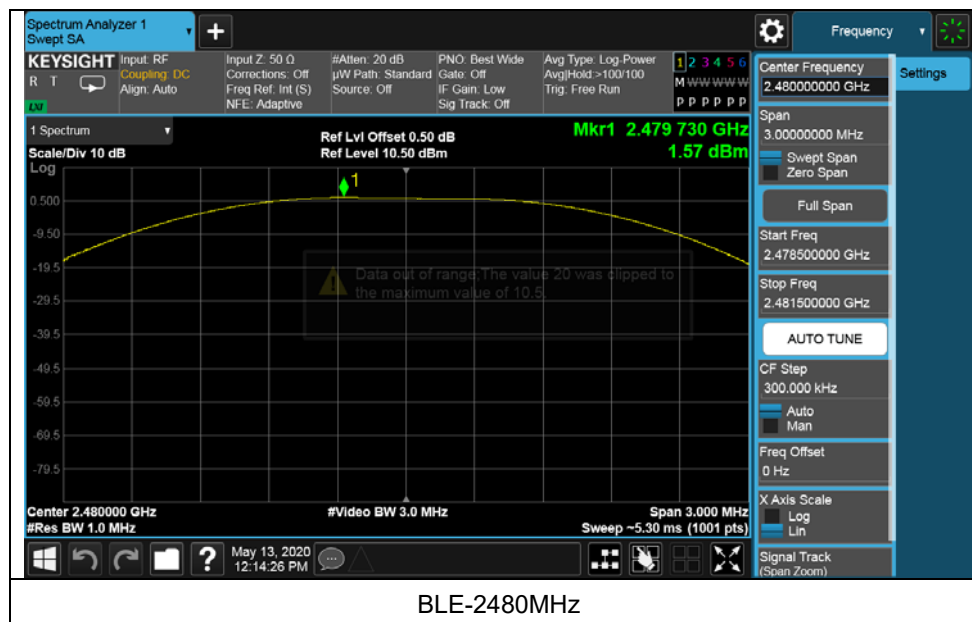 Spectrum Analyzer 1
Swept SA
Frequency
KEYSIGHT
R T
LXI
Input: RF
Coupling: DC
Align: Auto
Input Z: 50 Ω
Corrections: Off
Freq Ref: Int (S)
NFE: Adaptive
#Atten: 20 dB
µW Path: Standard
Source: Off
PNO: Best Wide
Gate: Off
IF Gain: Low
Sig Track: Off
Avg Type: Log-Power
Avg|Hold:>100/100
Trig: Free Run
1 2 3 4 5 6
M W W W W W
P P P P P P
1 Spectrum
Scale/Div 10 dB
Log
Ref Lvl Offset 0.50 dB
Ref Level 10.50 dBm
Mkr1 2.479 730 GHz
1.57 dBm
1
0.500
-9.50
-19.5
-29.5
-39.5
-49.5
-59.5
-69.5
-79.5
Data out of range;The value 20 was clipped to
the maximum value of 10.5.
Center 2.480000 GHz
#Res BW 1.0 MHz
#Video BW 3.0 MHz
Span 3.000 MHz
Sweep ~5.30 ms (1001 pts)
Center Frequency
2.480000000 GHz
Settings
Span
3.00000000 MHz
Swept Span
Zero Span
Full Span
Start Freq
2.478500000 GHz
Stop Freq
2.481500000 GHz
AUTO TUNE
CF Step
300.000 kHz
Auto
Man
Freq Offset
0 Hz
X Axis Scale
Log
Lin
Signal Track
(Span Zoom)
?
May 13, 2020
12:14:26 PM
BLE-2480MHz